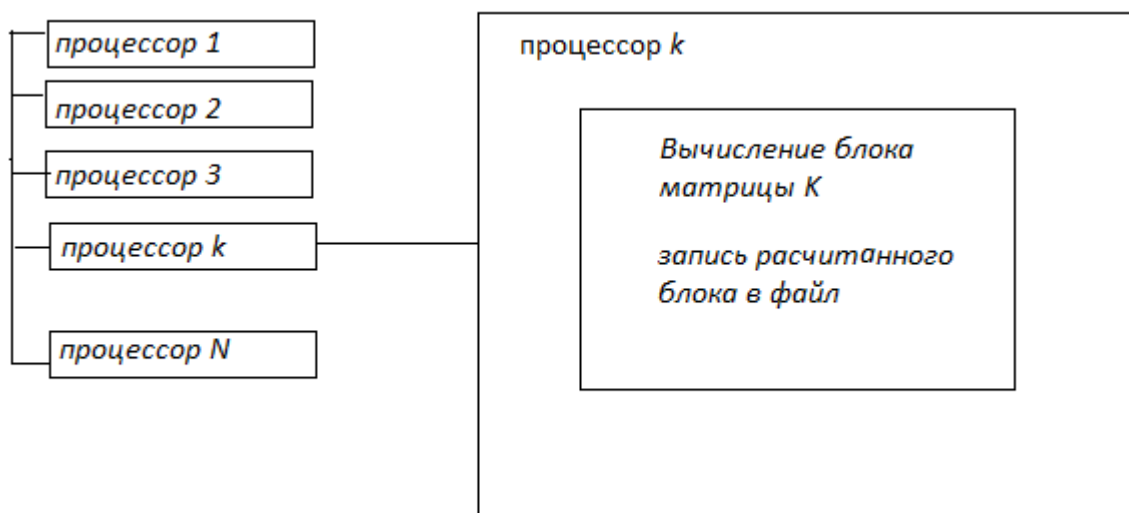 процессор 1
процессор 2
процессор 3
процессор k
процессор N
процессор k
Вычисление блока
матрицы K
запись расчитанного
блока в файл